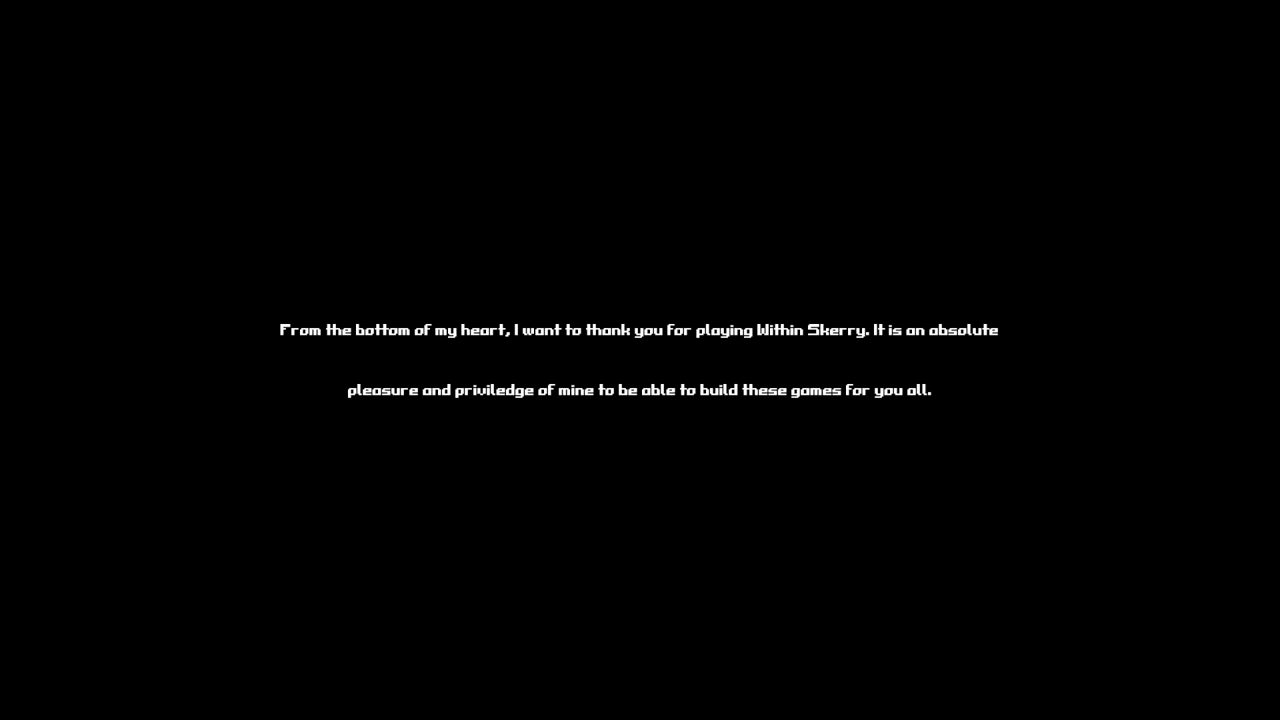 From the bottom of my heart, I want to thank you for playing Within Skerry. It is an absolute
pleasure and priviledge of mine to be able to build these games for you all.